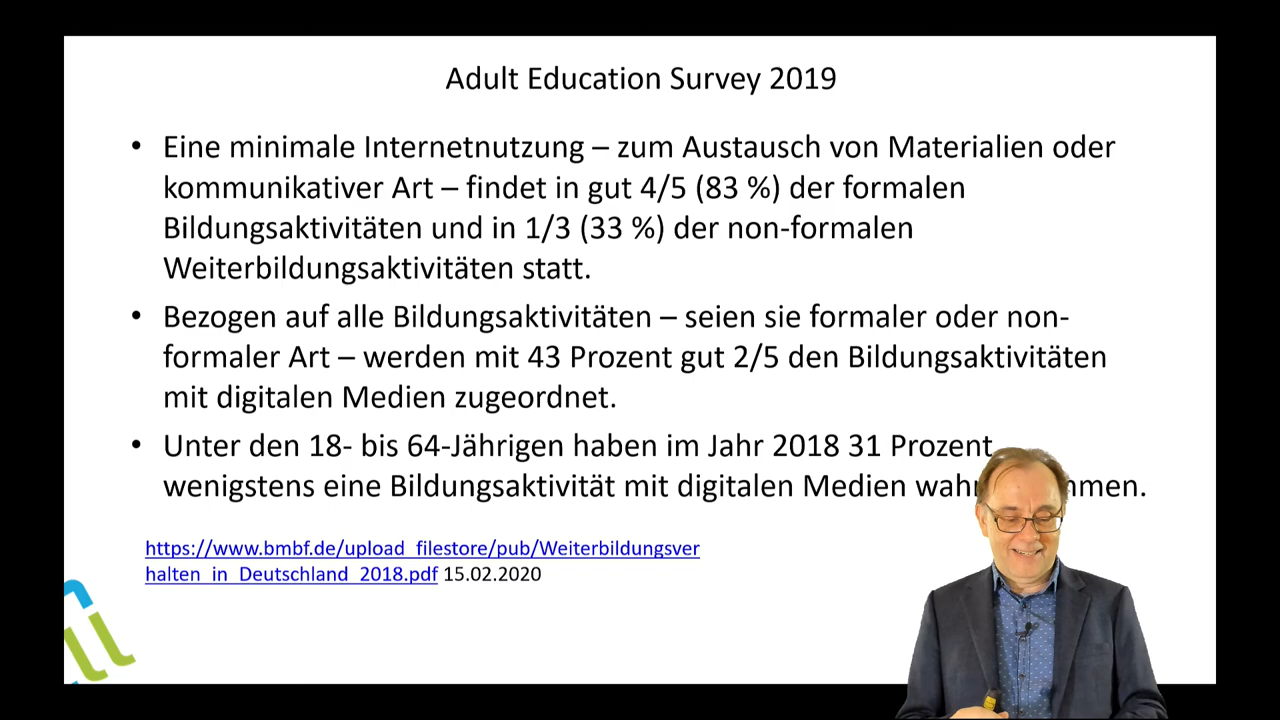 Adult Education Survey 2019
• Eine minimale Internetnutzung – zum Austausch von Materialien oder
kommunikativer Art – findet in gut 4/5 (83 %) der formalen
Bildungsaktivitäten und in 1/3 (33 %) der non-formalen
Weiterbildungsaktivitäten statt.
• Bezogen auf alle Bildungsaktivitäten – seien sie formaler oder non-
formaler Art – werden mit 43 Prozent gut 2/5 den Bildungsaktivitäten
mit digitalen Medien zugeordnet.
• Unter den 18- bis 64-Jährigen haben im Jahr 2018 31 Prozent
wenigstens eine Bildungsaktivität mit digitalen Medien
https://www.bmbf.de/upload_filestore/pub/Weiterbildungsver
halten_in_Deutschland_2018.pdf 15.02.2020